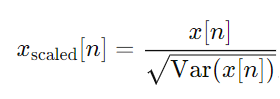 x_scaled[n] = x[n] / √Var(x[n])